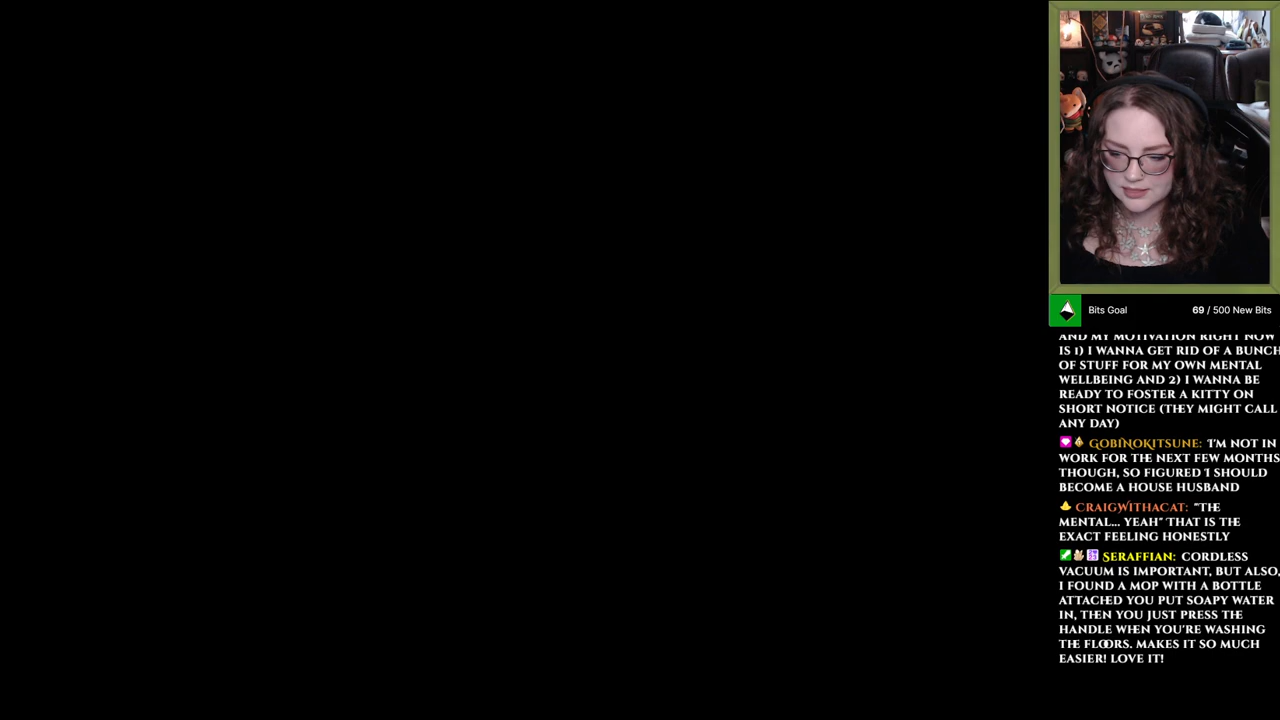 Bits Goal 69 / 500 New Bits
AND MY MOTIVATION RIGHT NOW
IS 1) I WANNA GET RID OF A BUNCH
OF STUFF FOR MY OWN MENTAL
WELLBEING AND 2) I WANNA BE
READY TO FOSTER A KITTY ON
SHORT NOTICE (THEY MIGHT CALL
ANY DAY)
GOBINOKITSUNE: I'M NOT IN
WORK FOR THE NEXT FEW MONTHS
THOUGH, SO FIGURED I SHOULD
BECOME A HOUSE HUSBAND
CRAIGWITHACAT: "THE
MENTAL... YEAH" THAT IS THE
EXACT FEELING HONESTLY
SERAFFIAN: CORDLESS
VACUUM IS IMPORTANT, BUT ALSO,
I FOUND A MOP WITH A BOTTLE
ATTACHED YOU PUT SOAPY WATER
IN, THEN YOU JUST PRESS THE
HANDLE WHEN YOU'RE WASHING
THE FLOORS. MAKES IT SO MUCH
EASIER! LOVE IT!